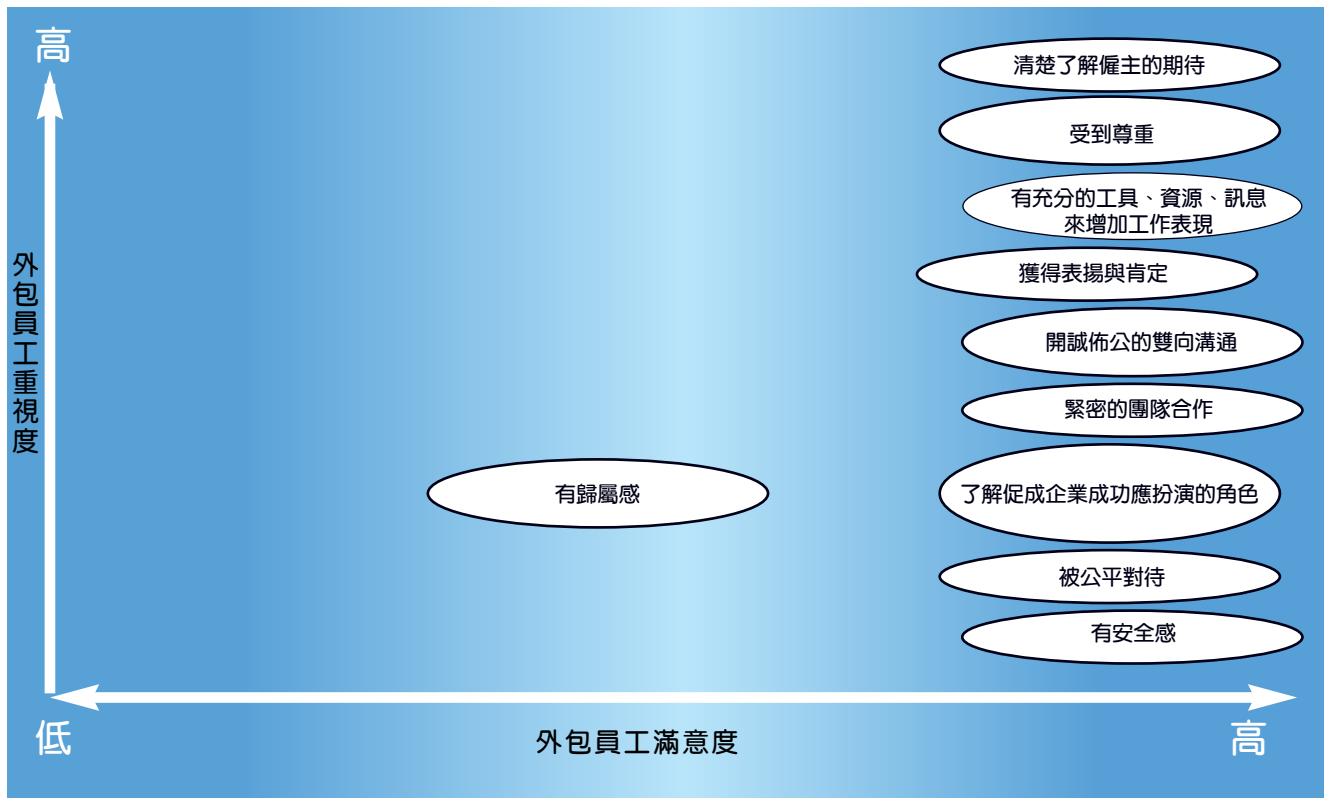 高
清楚了解僱主的期待
受到尊重
有充分的工具、資源、訊息
來增加工作表現
獲得表揚與肯定
外包員工重視度
開誠佈公的雙向溝通
緊密的團隊合作
有歸屬感
了解促成企業成功應扮演的角色
被公平對待
有安全感
低
外包員工滿意度
高